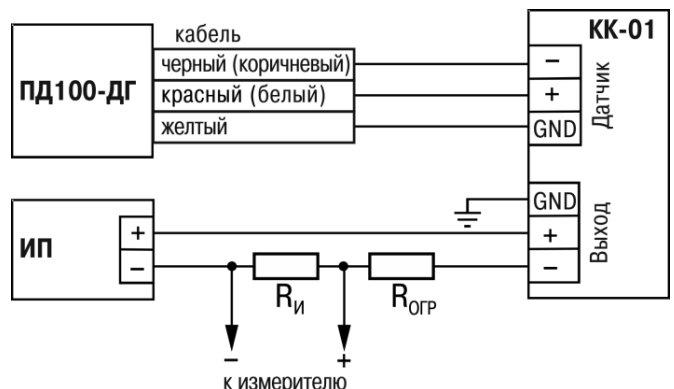 КК-01
кабель
ПД100-ДГ
черный (коричневый)
красный (белый)
желтый
–
+
GND
Датчик
ИП
+
–
GND
+
–
Выход
RИ
RОГР
–
+
к измерителю